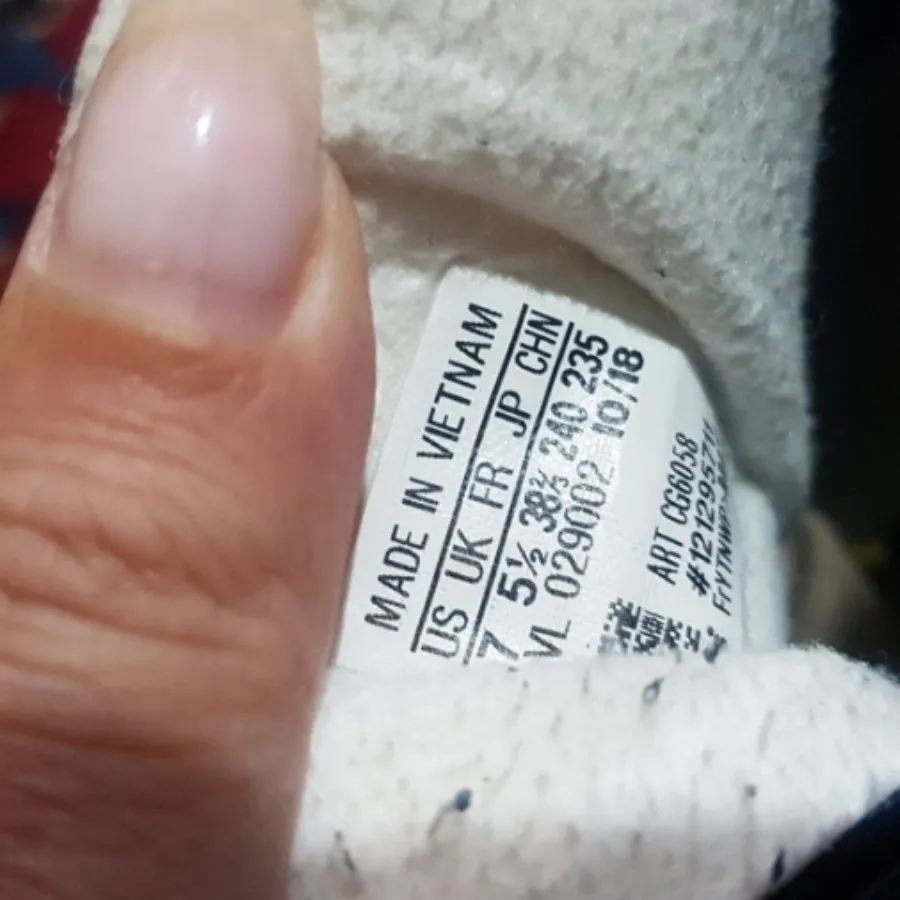 MADE IN VIETNAM
US UK FR JP CHN
7 5½ 38⅔ 240 235
VL 029002 10/18
ART CG6058